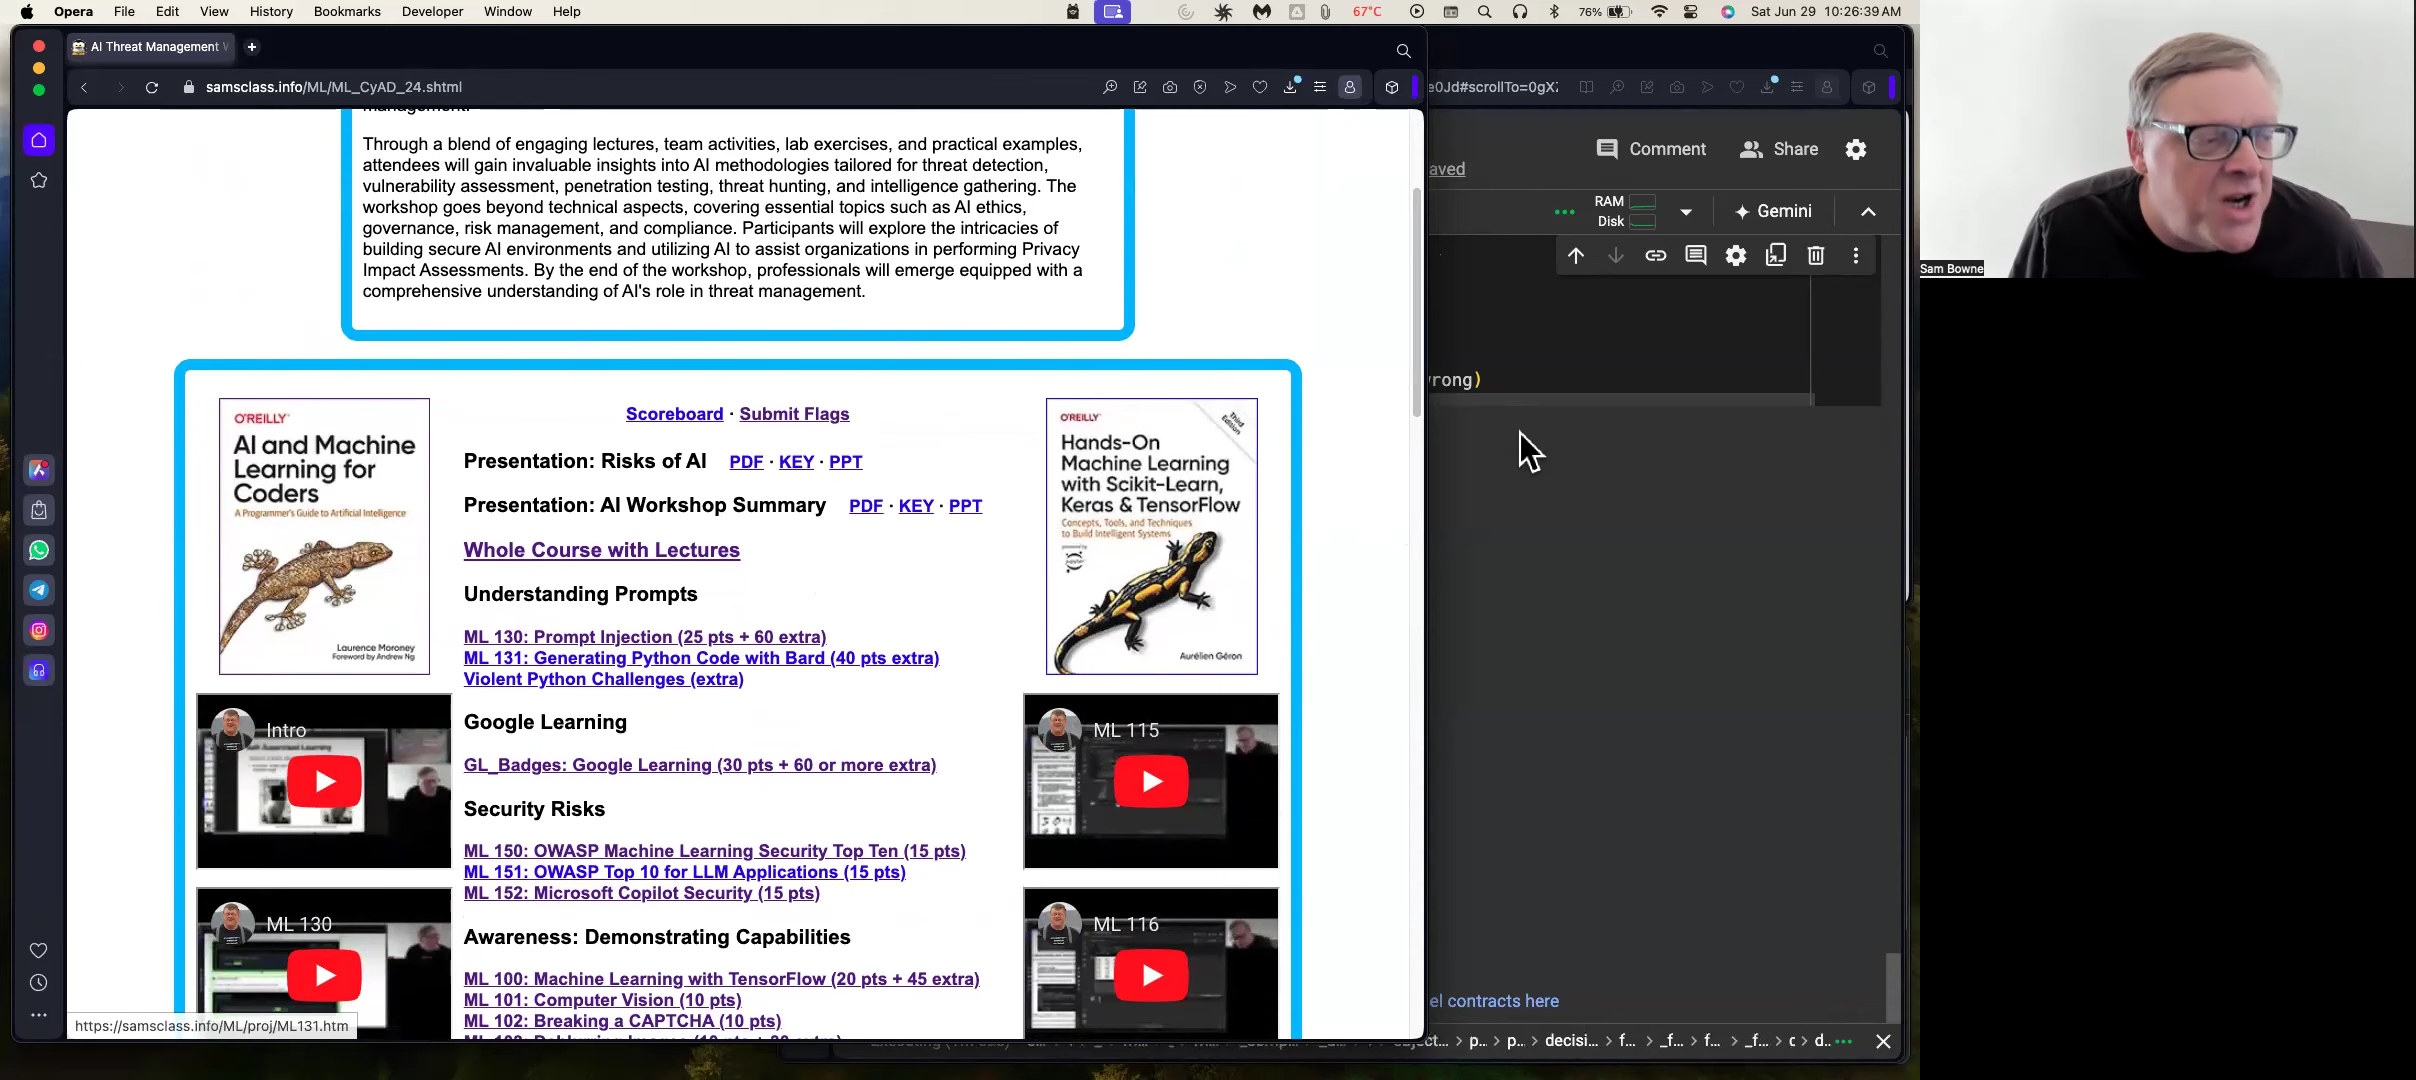 Opera File Edit View History Bookmarks Developer Window Help
67°C 76% Sat Jun 29 10:26:39 AM
AI Threat Management
samsclass.info/ML/ML_CyAD_24.shtml
management.
Through a blend of engaging lectures, team activities, lab exercises, and practical examples,
attendees will gain invaluable insights into AI methodologies tailored for threat detection,
vulnerability assessment, penetration testing, threat hunting, and intelligence gathering. The
workshop goes beyond technical aspects, covering essential topics such as AI ethics,
governance, risk management, and compliance. Participants will explore the intricacies of
building secure AI environments and utilizing AI to assist organizations in performing Privacy
Impact Assessments. By the end of the workshop, professionals will emerge equipped with a
comprehensive understanding of AI's role in threat management.
O'REILLY
AI and Machine
Learning for
Coders
A Programmer's Guide to Artificial Intelligence
Laurence Moroney
Foreword by Andrew Ng
Scoreboard · Submit Flags
Presentation: Risks of AI PDF · KEY · PPT
Presentation: AI Workshop Summary PDF · KEY · PPT
Whole Course with Lectures
Understanding Prompts
ML 130: Prompt Injection (25 pts + 60 extra)
ML 131: Generating Python Code with Bard (40 pts extra)
Violent Python Challenges (extra)
Google Learning
GL_Badges: Google Learning (30 pts + 60 or more extra)
Security Risks
ML 150: OWASP Machine Learning Security Top Ten (15 pts)
ML 151: OWASP Top 10 for LLM Applications (15 pts)
ML 152: Microsoft Copilot Security (15 pts)
Awareness: Demonstrating Capabilities
ML 100: Machine Learning with TensorFlow (20 pts + 45 extra)
ML 101: Computer Vision (10 pts)
ML 102: Breaking a CAPTCHA (10 pts)
O'REILLY
Third
Edition
Hands-On
Machine Learning
with Scikit-Learn,
Keras & TensorFlow
Concepts, Tools, and Techniques
to Build Intelligent Systems
Aurélien Géron
Intro
ML 130
ML 115
ML 116
https://samsclass.info/ML/proj/ML131.htm
e0Jd#scrollTo=0gX
Comment Share
aved
RAM
Disk
Gemini
rong)
el contracts here
p... > p... > decisi... > f... > _f... > f... > _f... > c > d...
Sam Bowne